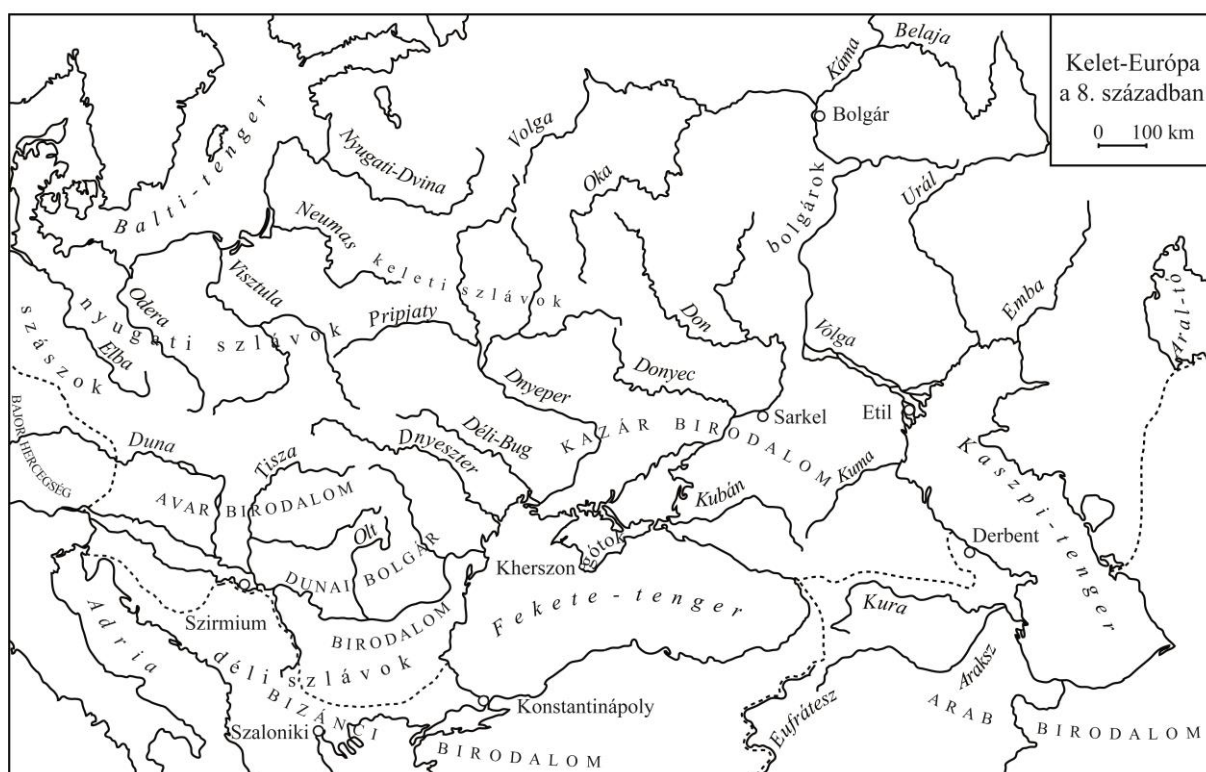 Kelet-Európa
a 8. században
0 100 km
Belaja
Káma
Bolgár
Volga
Balti-tenger
Nyugati-Dvina
Oka
Urál
bolgárok
Neumas
keleti szlávok
Emba
Aral-tó
Visztula
Odera
nyugati szlávok
Pripjaty
Don
Volga
szászok
Elba
Donyec
Dnyeper
Sarkel
Etil
BAJOR HERCEGSÉG
Duna
Tisza
Dnyeszter
Déli-Bug
KAZÁR BIRODALOM
Kuma
Kaszpi-tenger
AVAR BIRODALOM
Kubán
Olt
gótok
Derbent
DUNAI BOLGÁR
BIRODALOM
Kherszon
Fekete-tenger
Kura
Szirmium
Adria
déli szlávok
Araksz
Konstantinápoly
Eufrátesz
Szaloniki
BIZÁNCI
BIRODALOM
ARAB
BIRODALOM